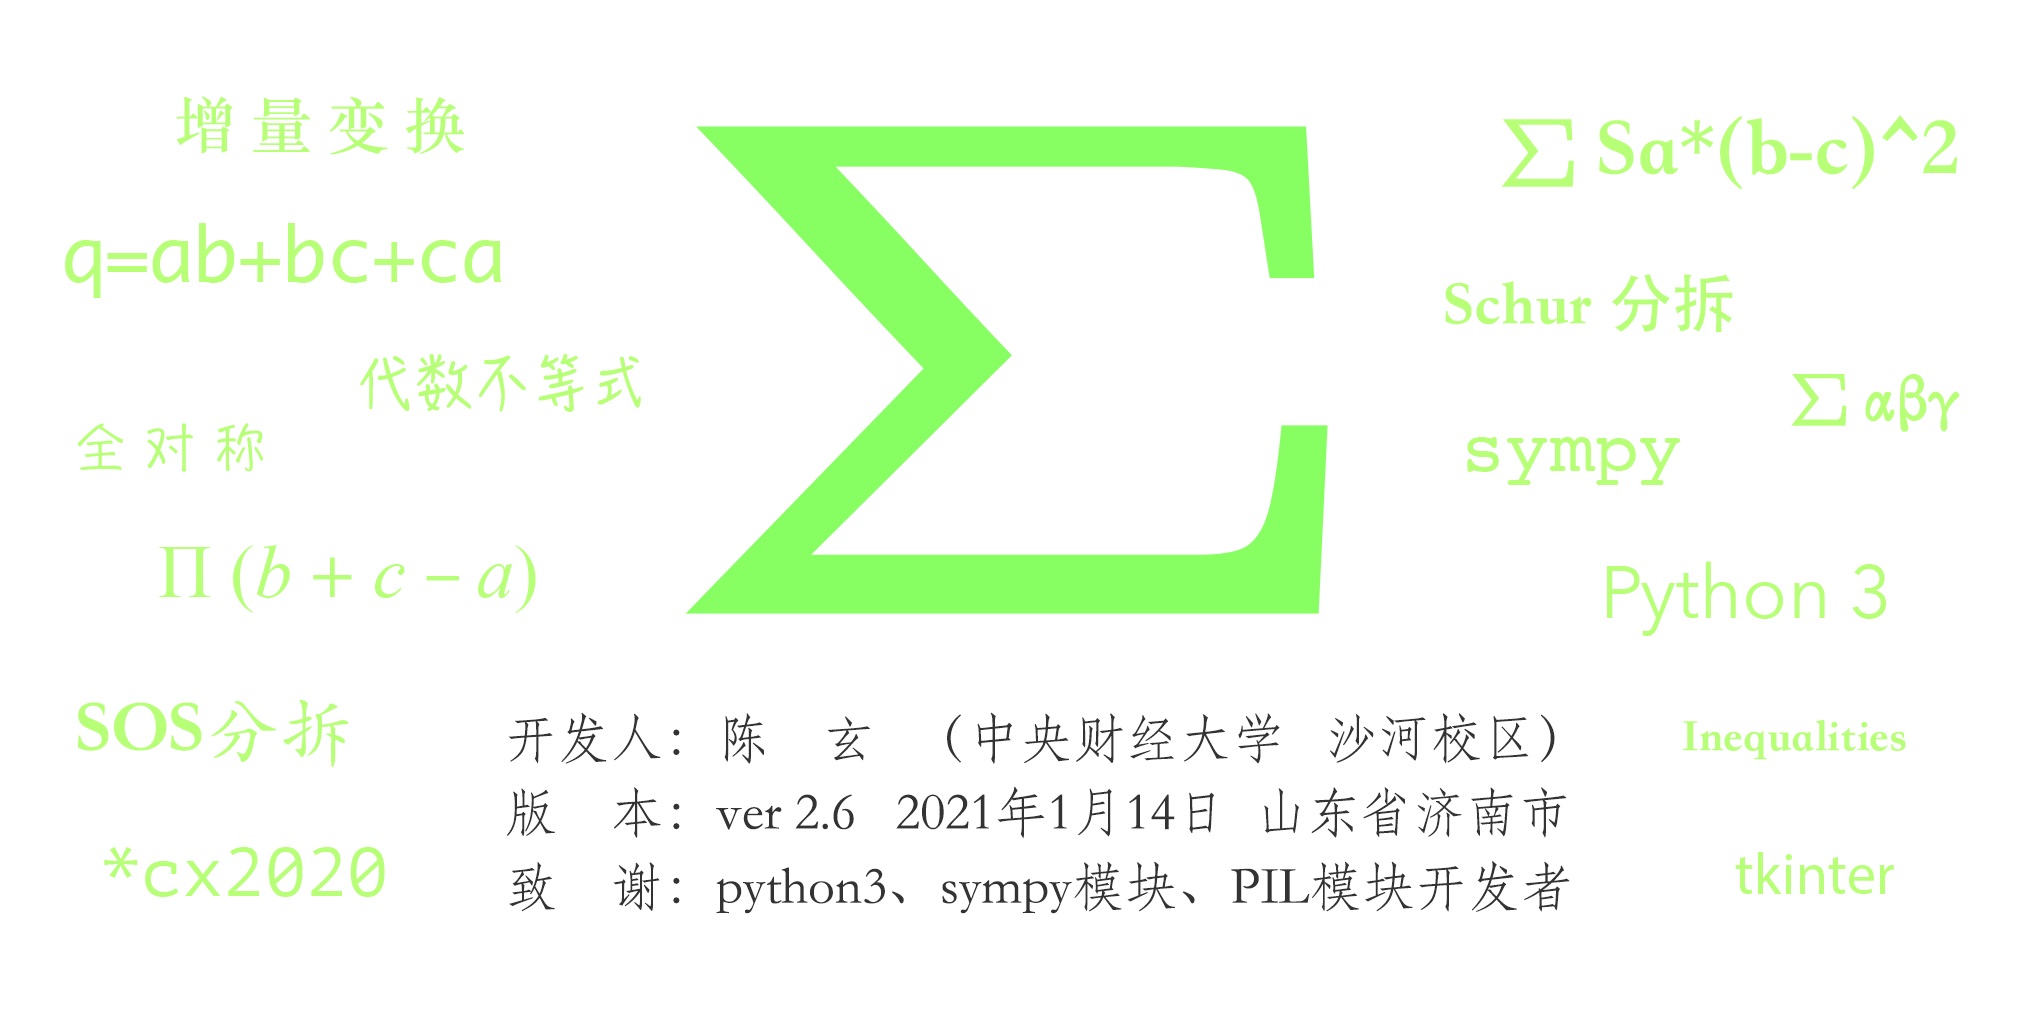 增量变换
∑ Sa*(b-c)^2
q=ab+bc+ca
Schur 分拆
代数不等式
∑ αβγ
全对称
sympy
∏ (b + c − a)
Python 3
SOS分拆
Inequalities
*cx2020
tkinter
∑
开发人：陈 玄 （中央财经大学 沙河校区）
版 本：ver 2.6 2021年1月14日 山东省济南市
致 谢：python3、sympy模块、PIL模块开发者